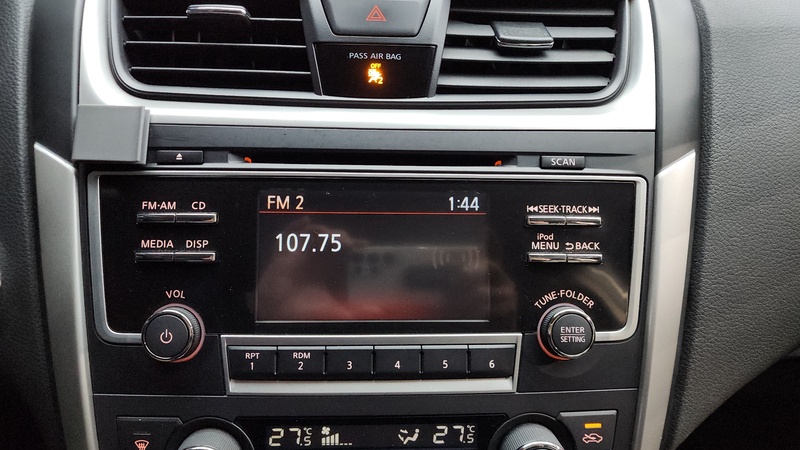 PASS AIR BAG
OFF
2
SCAN
FM·AM CD
FM 2 1:44
SEEK·TRACK
MEDIA DISP
107.75
iPod
MENU BACK
VOL
TUNE·FOLDER
ENTER
SETTING
RPT RDM
1 2 3 4 5 6
27.5°C 27.5°C